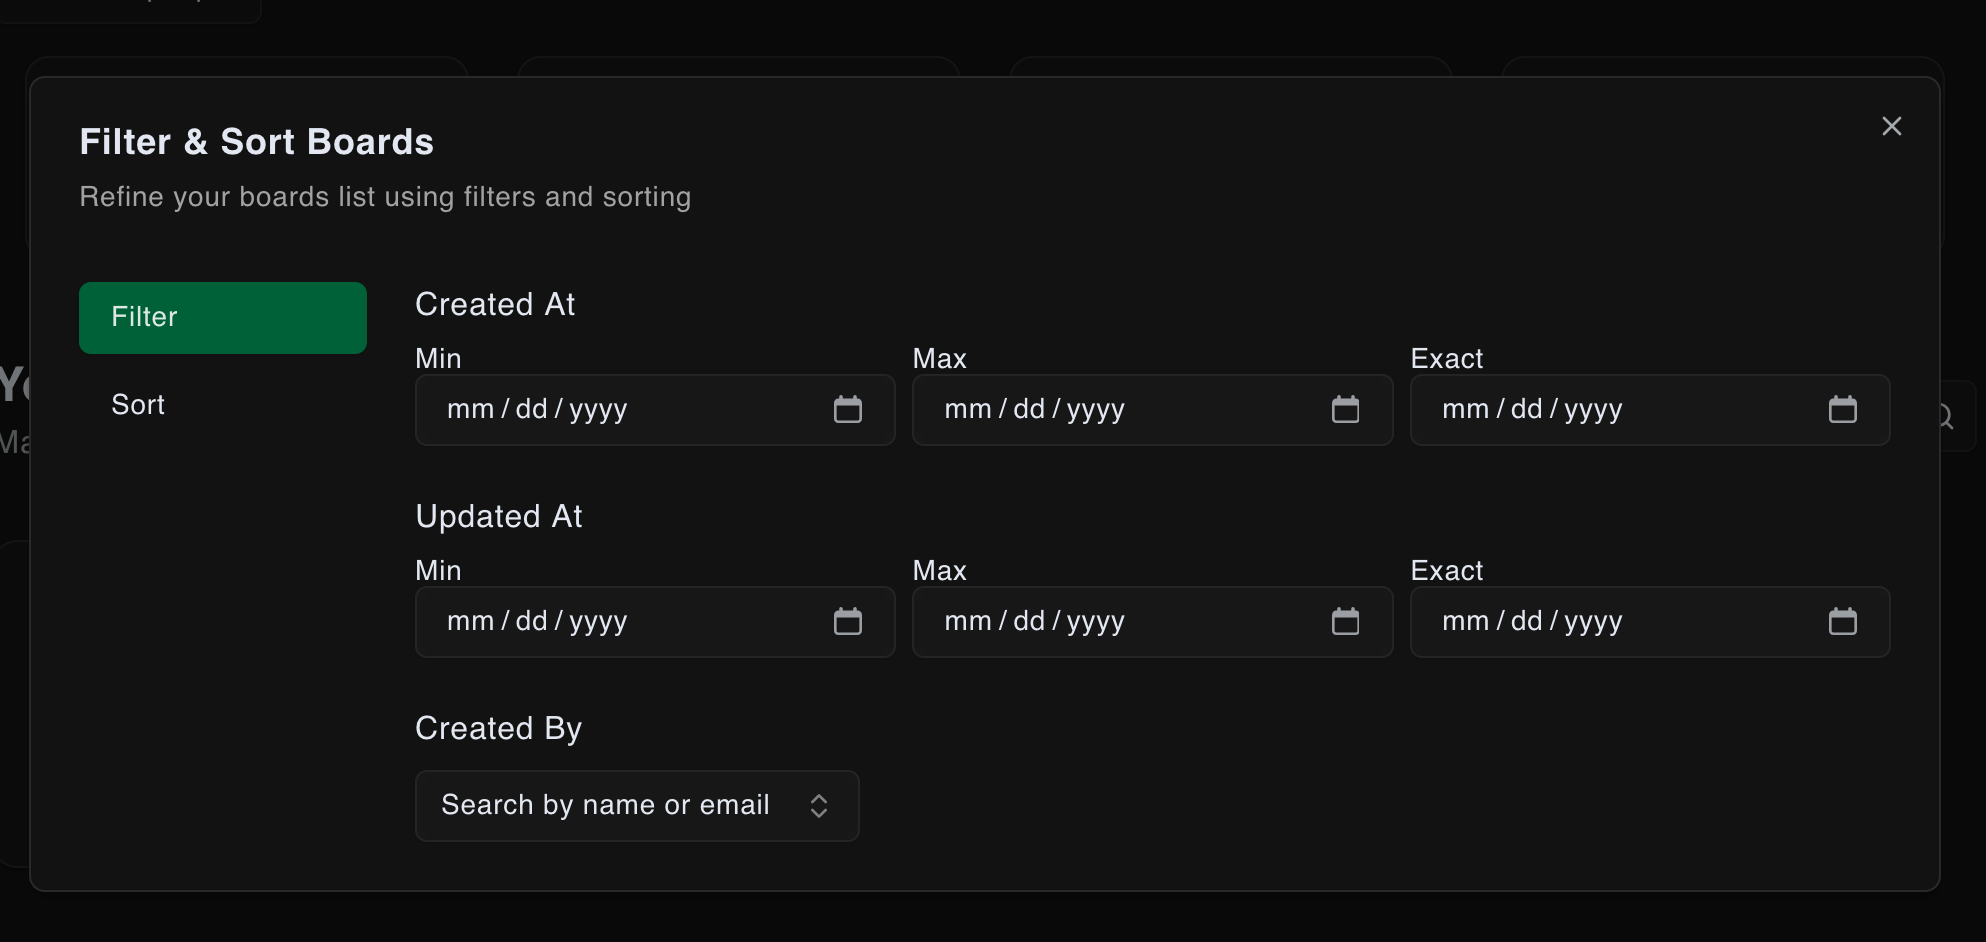 Filter & Sort Boards
Refine your boards list using filters and sorting
Filter
Sort
Created At
Min Max Exact
mm/dd/yyyy mm/dd/yyyy mm/dd/yyyy
Updated At
Min Max Exact
mm/dd/yyyy mm/dd/yyyy mm/dd/yyyy
Created By
Search by name or email